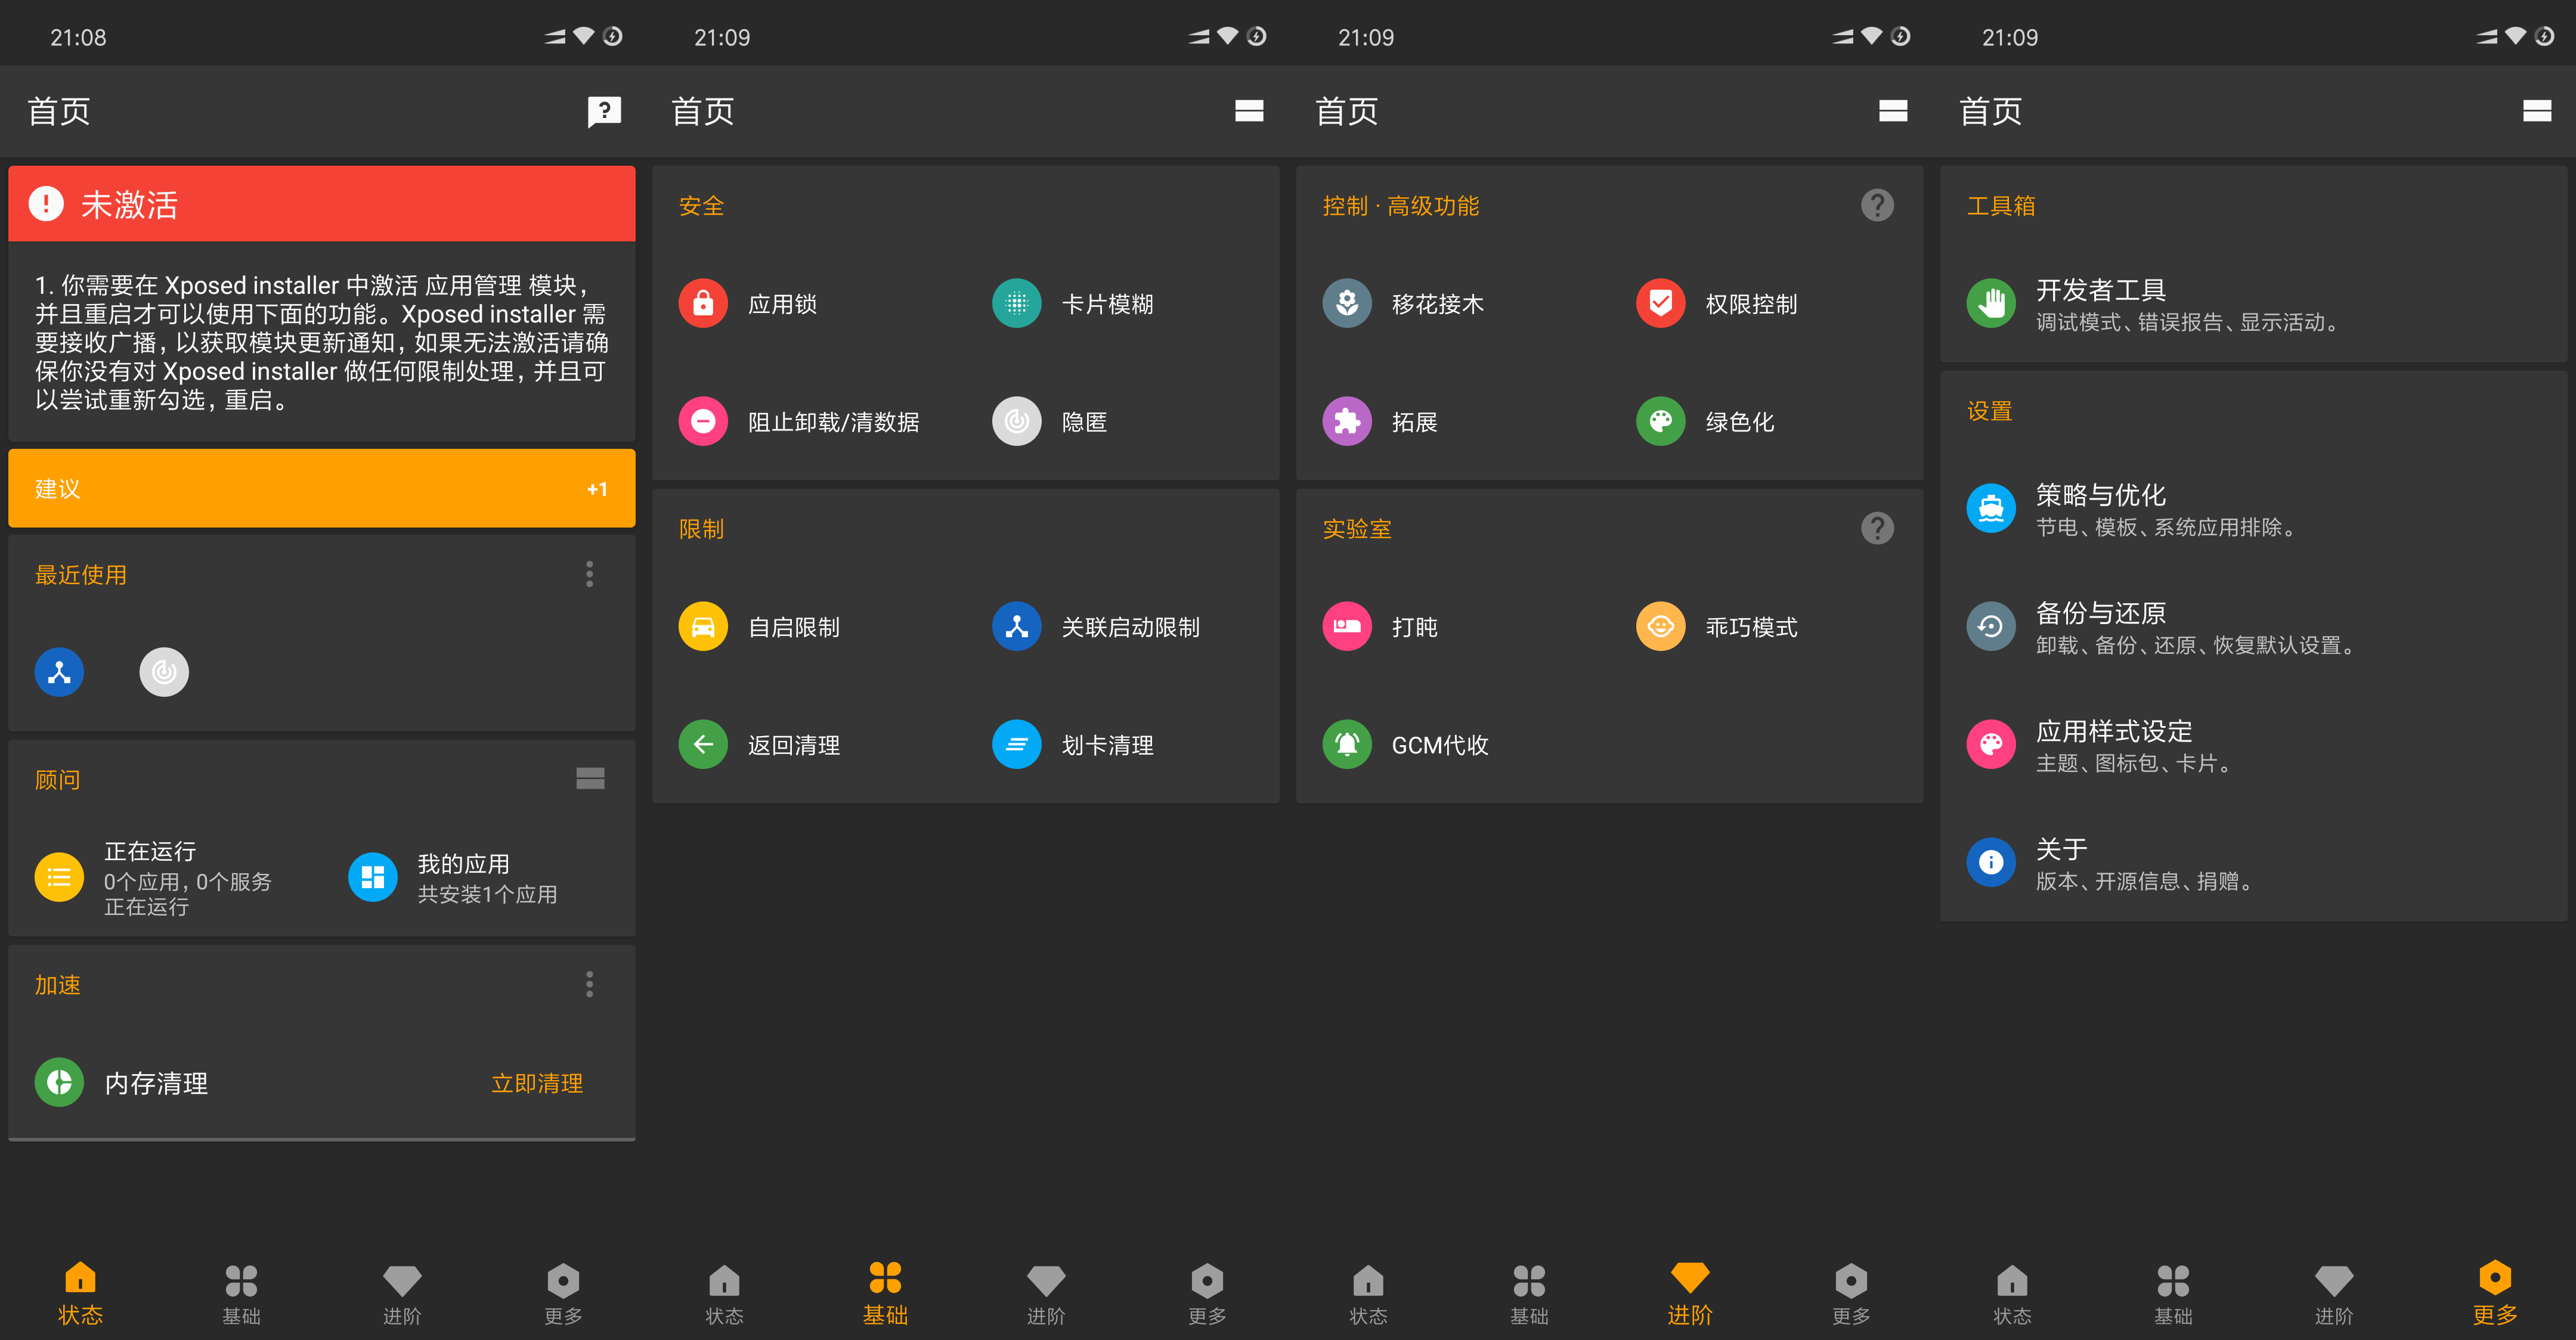 21:08
首页
未激活
1. 你需要在 Xposed installer 中激活 应用管理 模块，
并且重启才可以使用下面的功能。Xposed installer 需
要接收广播，以获取模块更新通知，如果无法激活请确
保你没有对 Xposed installer 做任何限制处理，并且可
以尝试重新勾选，重启。
建议
+1
最近使用
顾问
正在运行
0个应用，0个服务
正在运行
我的应用
共安装1个应用
加速
内存清理
立即清理
状态
基础
进阶
更多
21:09
首页
安全
应用锁
卡片模糊
阻止卸载/清数据
隐匿
限制
自启限制
关联启动限制
返回清理
划卡清理
状态
基础
进阶
更多
21:09
首页
控制 · 高级功能
移花接木
权限控制
拓展
绿色化
实验室
打盹
乖巧模式
GCM代收
状态
基础
进阶
更多
21:09
首页
工具箱
开发者工具
调试模式、错误报告、显示活动。
设置
策略与优化
节电、模板、系统应用排除。
备份与还原
卸载、备份、还原、恢复默认设置。
应用样式设定
主题、图标包、卡片。
关于
版本、开源信息、捐赠。
状态
基础
进阶
更多